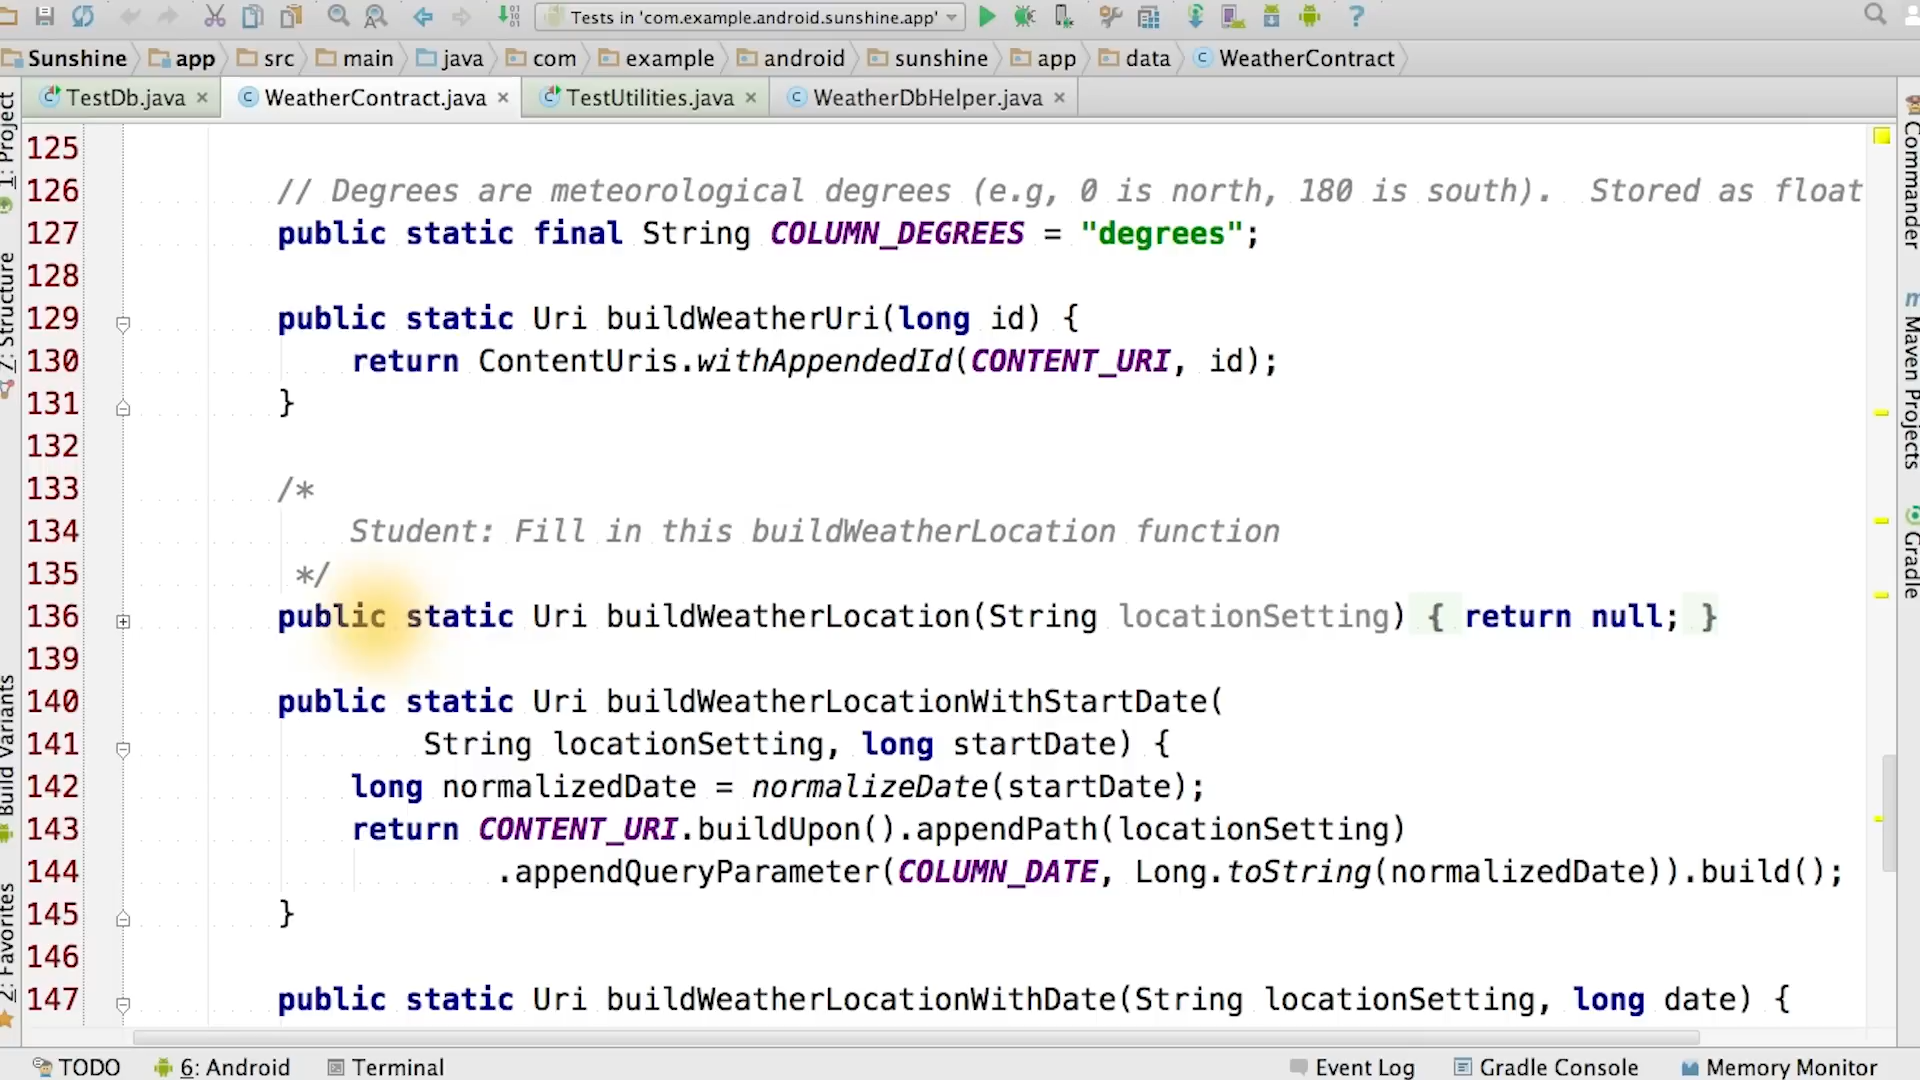 Tests in 'com.example.android.sunshine.app'
Sunshine app src main java com example android sunshine app data WeatherContract
TestDb.java WeatherContract.java TestUtilities.java WeatherDbHelper.java
1: Project
7: Structure
Build Variants
2: Favorites
125
126 // Degrees are meteorological degrees (e.g, 0 is north, 180 is south). Stored as float
127 public static final String COLUMN_DEGREES = "degrees";
128
129 public static Uri buildWeatherUri(long id) {
130 return ContentUris.withAppendedId(CONTENT_URI, id);
131 }
132
133 /*
134 Student: Fill in this buildWeatherLocation function
135 */
136 public static Uri buildWeatherLocation(String locationSetting) { return null; }
139
140 public static Uri buildWeatherLocationWithStartDate(
141 String locationSetting, long startDate) {
142 long normalizedDate = normalizeDate(startDate);
143 return CONTENT_URI.buildUpon().appendPath(locationSetting)
144 .appendQueryParameter(COLUMN_DATE, Long.toString(normalizedDate)).build();
145 }
146
147 public static Uri buildWeatherLocationWithDate(String locationSetting, long date) {
Commander
Maven Projects
Gradle
TODO 6: Android Terminal Event Log Gradle Console Memory Monitor